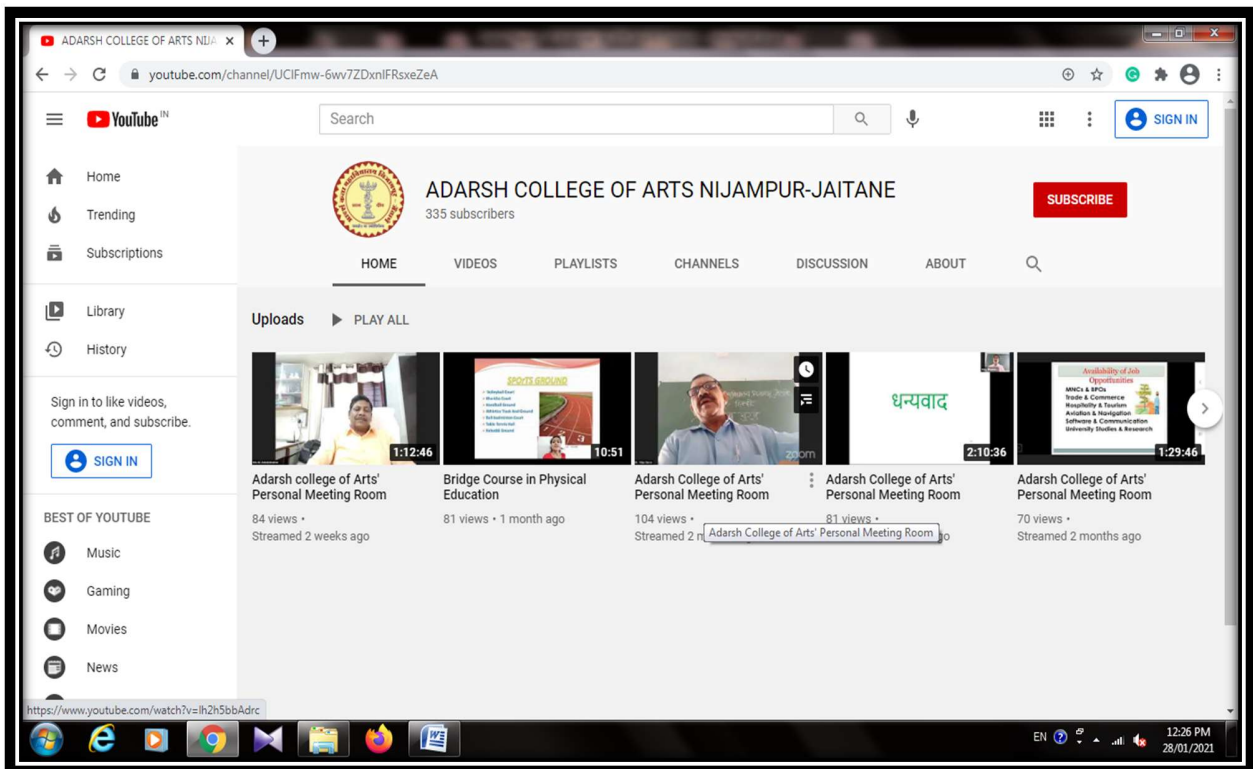 ADARSH COLLEGE OF ARTS NIJA
youtube.com/channel/UCIFmw-6wv7ZDxnIFRsxeZeA
YouTube IN
Search
SIGN IN
Home
Trending
Subscriptions
Library
History
Sign in to like videos,
comment, and subscribe.
SIGN IN
BEST OF YOUTUBE
Music
Gaming
Movies
News
ADARSH COLLEGE OF ARTS NIJAMPUR-JAITANE
335 subscribers
SUBSCRIBE
HOME VIDEOS PLAYLISTS CHANNELS DISCUSSION ABOUT
Uploads PLAY ALL
1:12:46
Adarsh college of Arts'
Personal Meeting Room
84 views •
Streamed 2 weeks ago
SPORTS GROUND
10:51
Bridge Course in Physical
Education
81 views • 1 month ago
zoom
Adarsh College of Arts'
Personal Meeting Room
104 views •
Streamed 2
Adarsh College of Arts' Personal Meeting Room
धन्यवाद
2:10:36
Adarsh College of Arts'
Personal Meeting Room
81 views •
Availability of Job
Oppottunities
MNCs & BPOs
Trade & Commerce
Hospitality & Tourism
Aviation & Navigation
Software & Communication
University Studies & Research
1:29:46
Adarsh College of Arts'
Personal Meeting Room
70 views •
Streamed 2 months ago
https://www.youtube.com/watch?v=lh2h5bbAdrc
EN
12:26 PM
28/01/2021